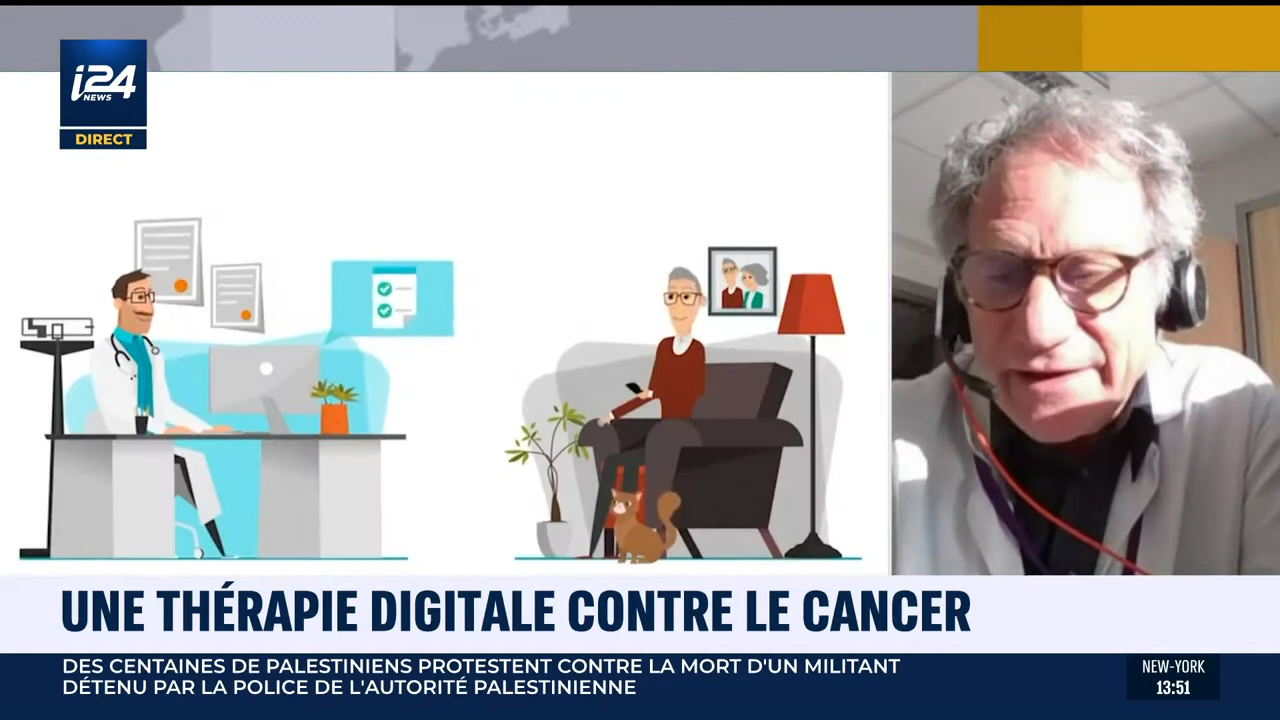 i24
NEWS
DIRECT
UNE THÉRAPIE DIGITALE CONTRE LE CANCER
DES CENTAINES DE PALESTINIENS PROTESTENT CONTRE LA MORT D'UN MILITANT
DÉTENU PAR LA POLICE DE L'AUTORITÉ PALESTINIENNE
NEW-YORK
13:51